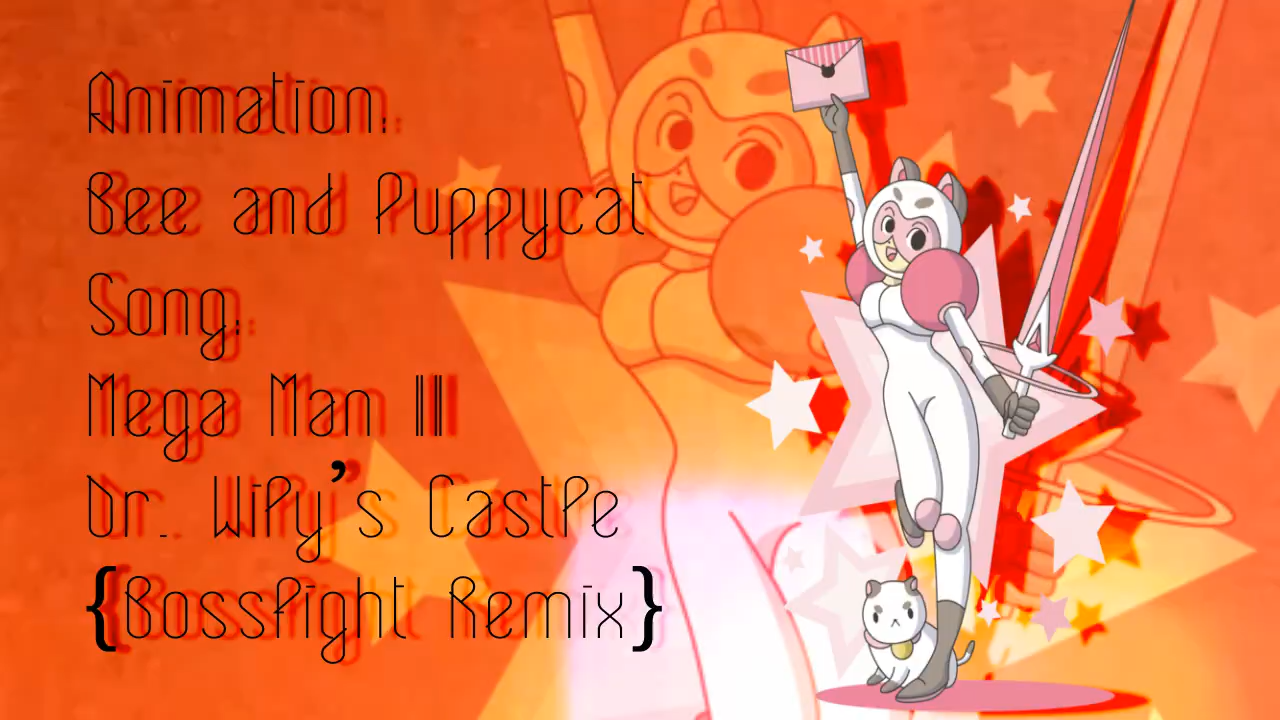 Animation:
Bee and Puppycat
Song:
Mega Man III
Dr. Wily's Castle
{Bossfight Remix}